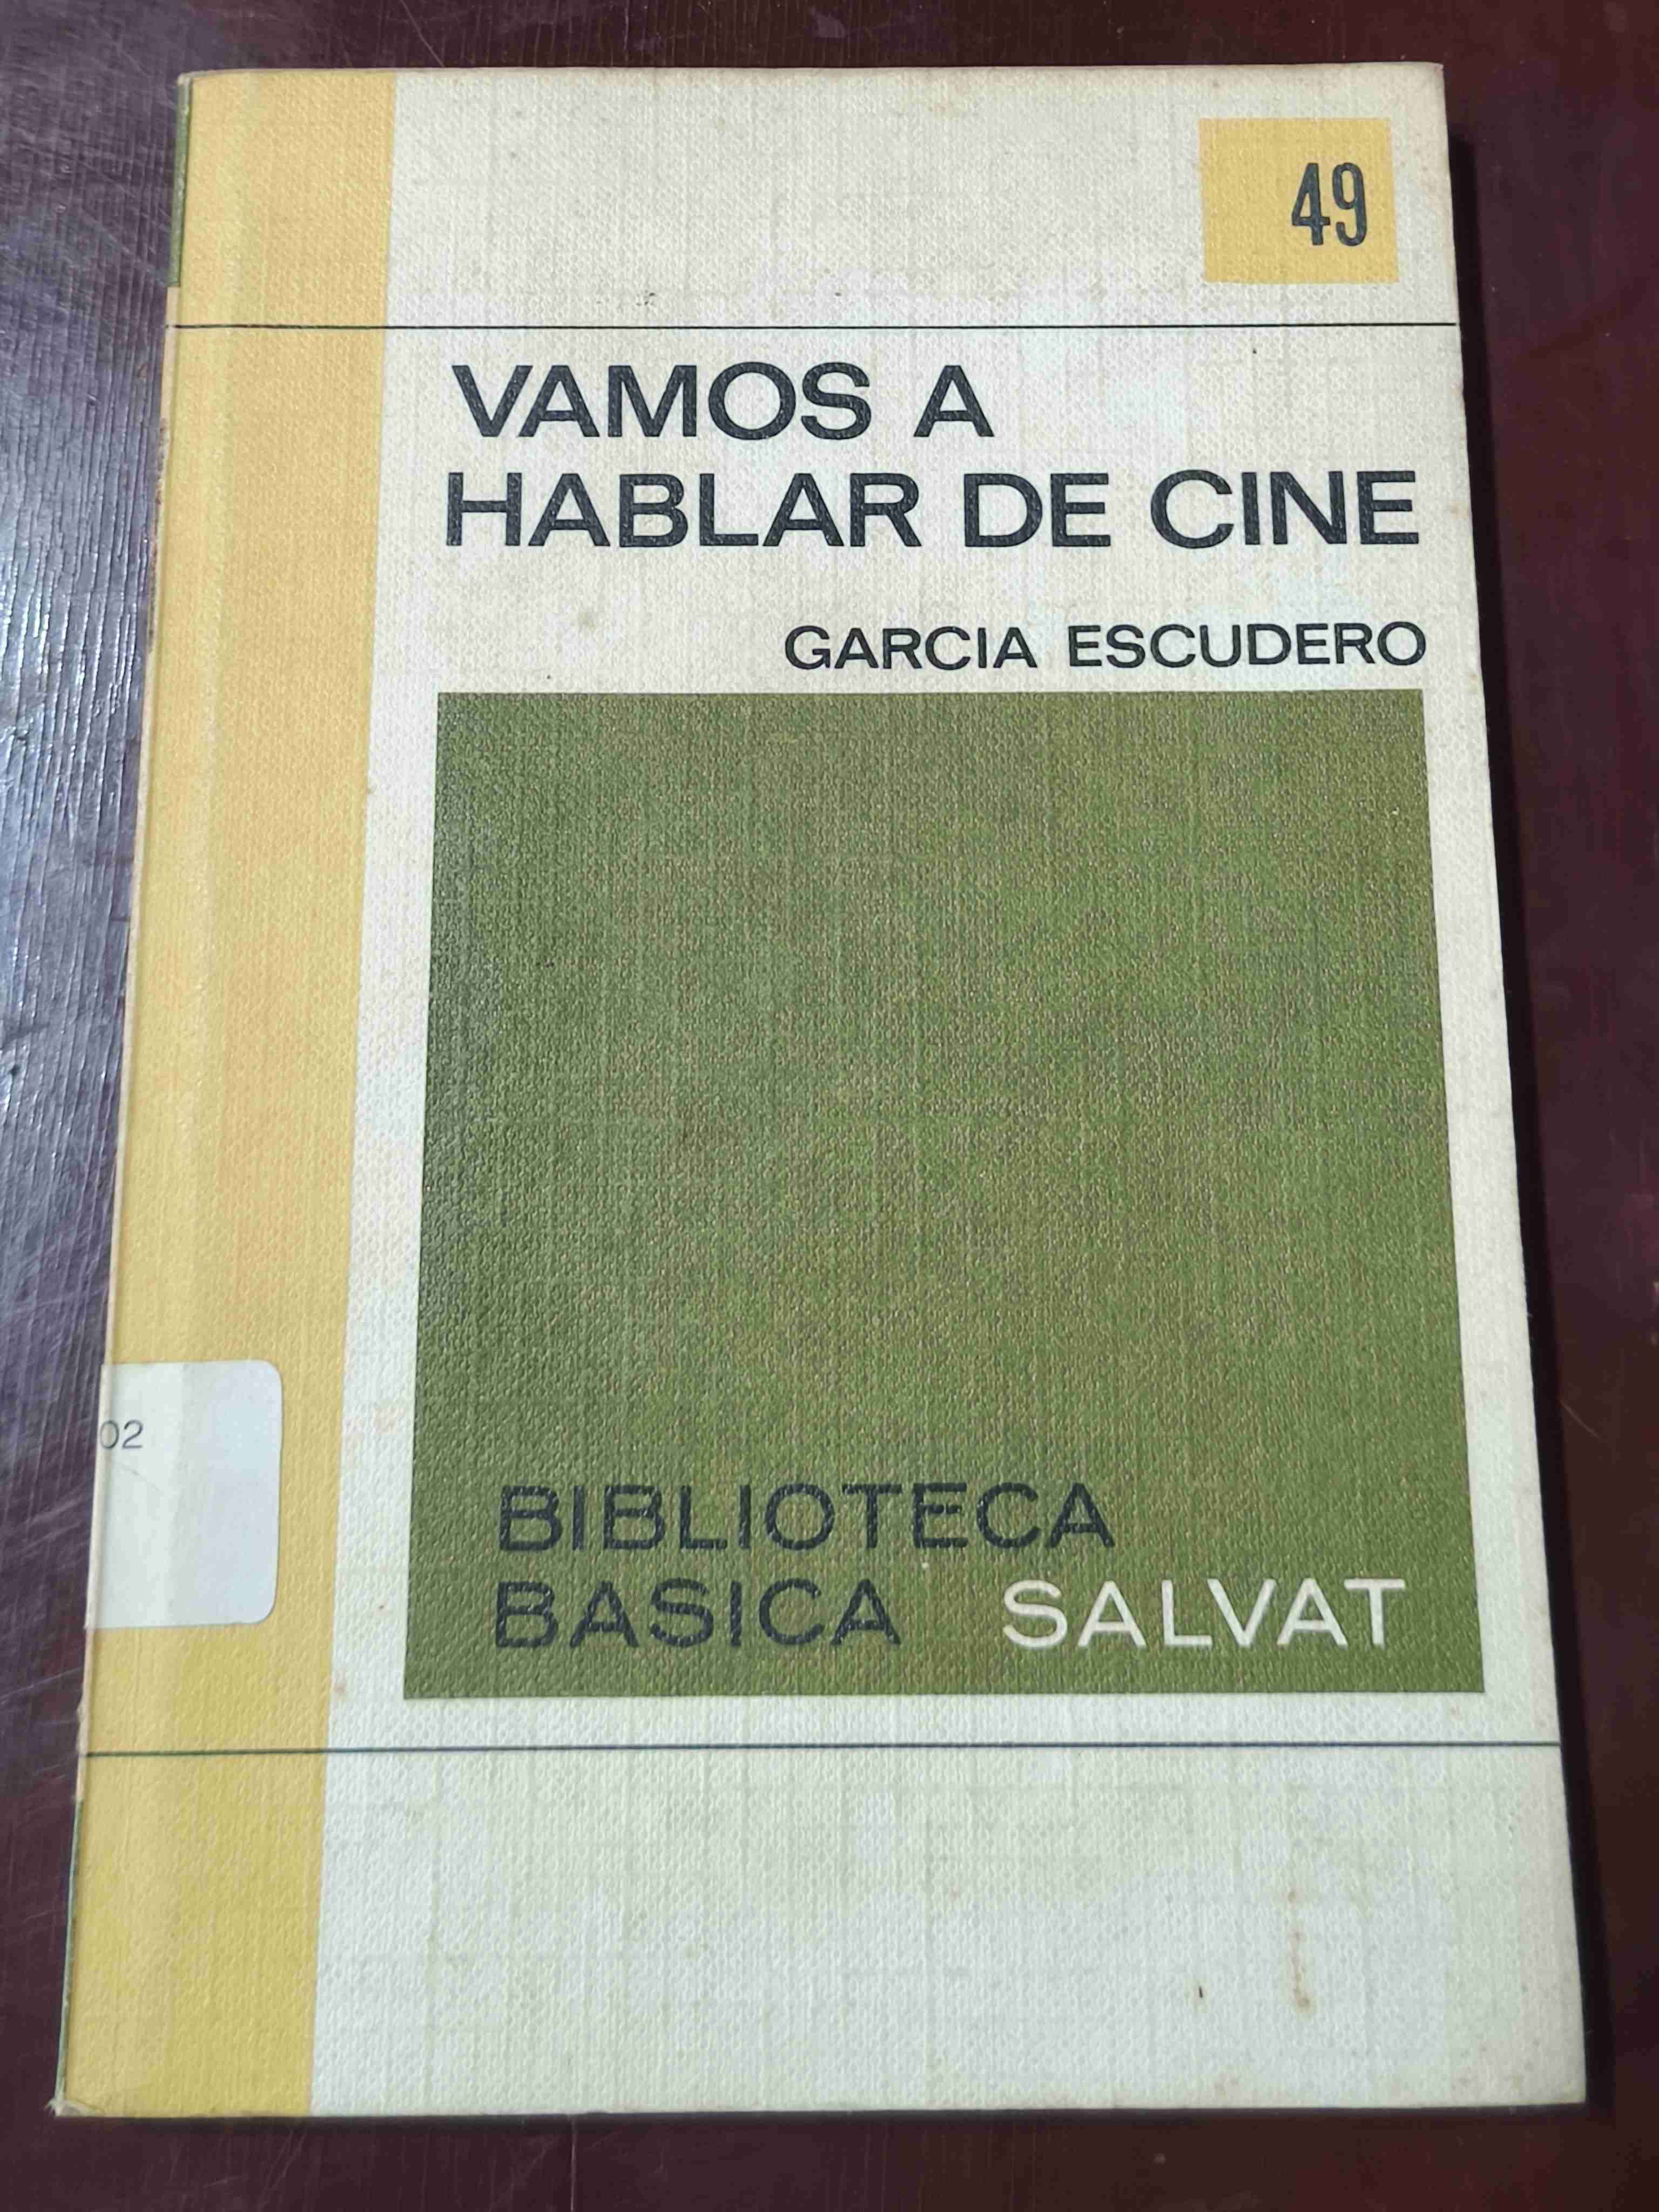 49
VAMOS A
HABLAR DE CINE
GARCIA ESCUDERO
02
BIBLIOTECA
BASICA SALVAT